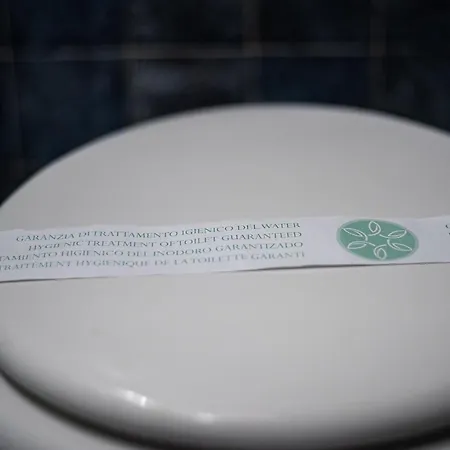 GARANZIA DI TRATTAMENTO IGIENICO DEL WATER
HYGIENIC TREATMENT OF TOILET GUARANTEED
TAMIENTO HIGIENICO DEL INODORO GARANTIZADO
TRAITEMENT HYGIENIQUE DE LA TOILETTE GARANTI